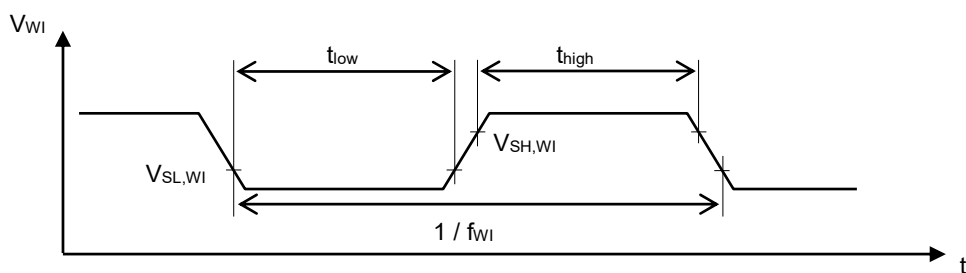 VWI
tlow
thigh
VSH,WI
VSL,WI
1 / fWI
t